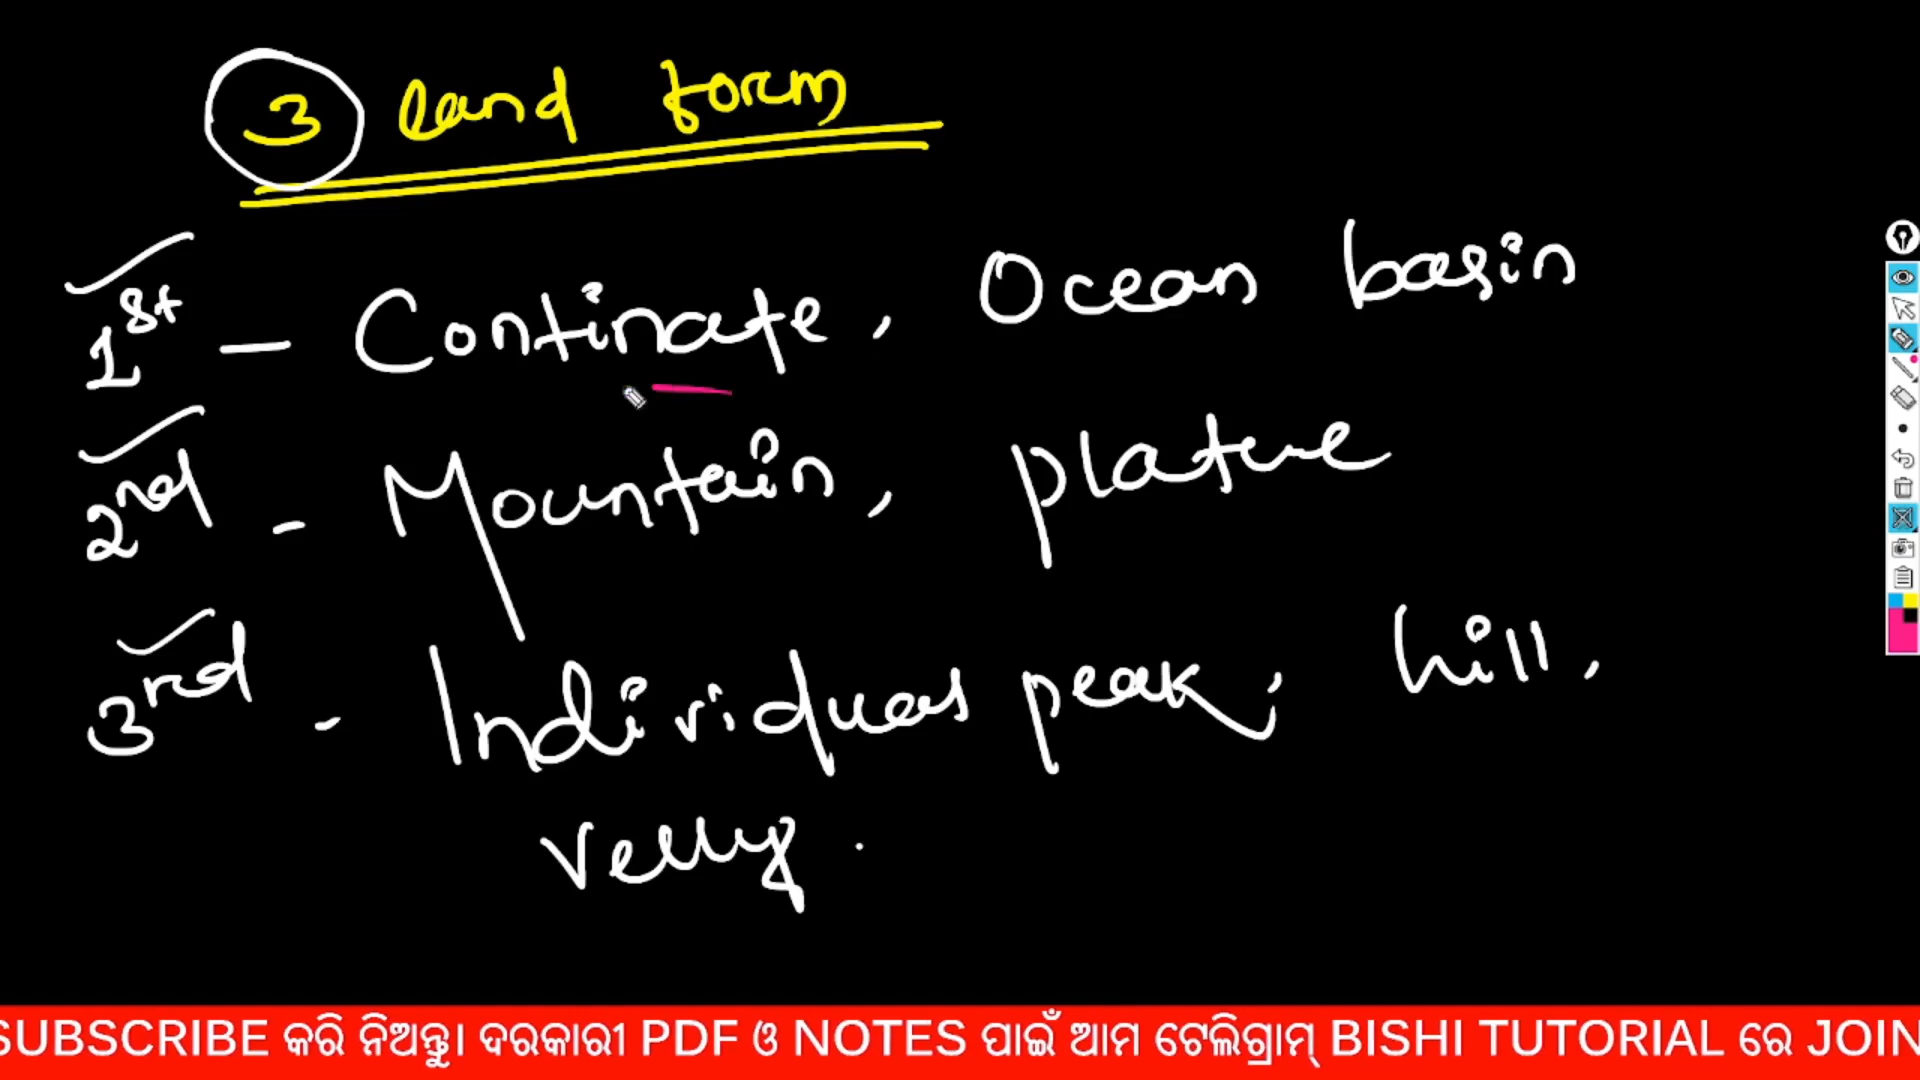 3 land form
1st - Continate, Ocean basin
2nd - Mountain, plature
3rd - Individual peak, hill,
velly.
SUBSCRIBE କରି ନିଅନ୍ତୁ। ଦରକାରୀ PDF ଓ NOTES ପାଇଁ ଆମ ଟେଲିଗ୍ରାମ୍ BISHI TUTORIAL ରେ JOIN